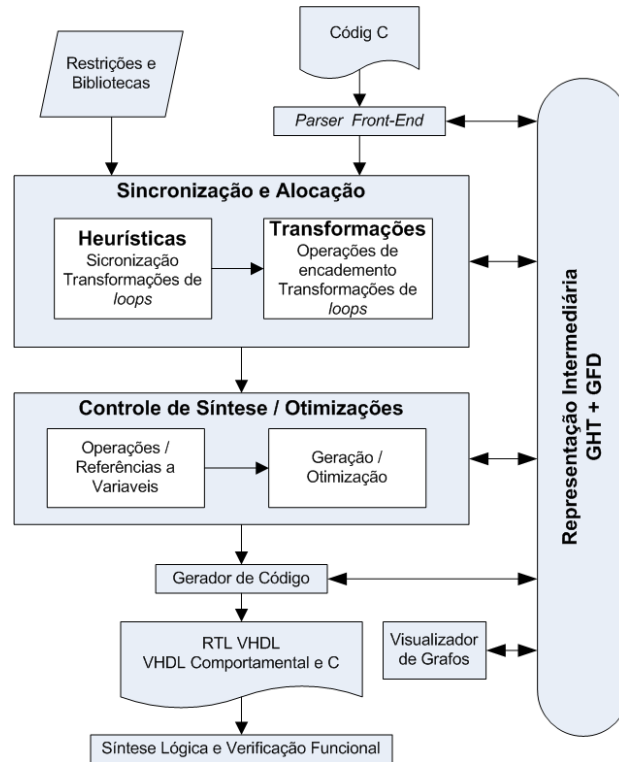 Restrições e
Bibliotecas
Códig C
Parser Front-End
Sincronização e Alocação
Heurísticas
Sicronização
Transformações de
loops
Transformações
Operações de
encademento
Transformações de
loops
Controle de Síntese / Otimizações
Operações /
Referências a
Variaveis
Geração /
Otimização
Gerador de Código
RTL VHDL
VHDL Comportamental e C
Visualizador
de Grafos
Síntese Lógica e Verificação Funcional
Representação Intermediária
GHT + GFD